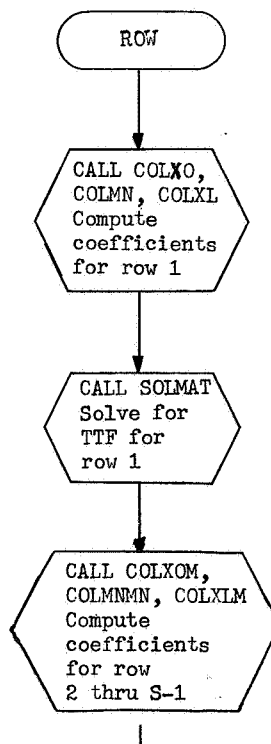 ROW
CALL COLXO,
COLMN, COLXL
Compute
coefficients
for row 1
CALL SOLMAT
Solve for
TTF for
row 1
CALL COLXOM,
COLMNMN, COLXLM
Compute
coefficients
for row
2 thru S-1